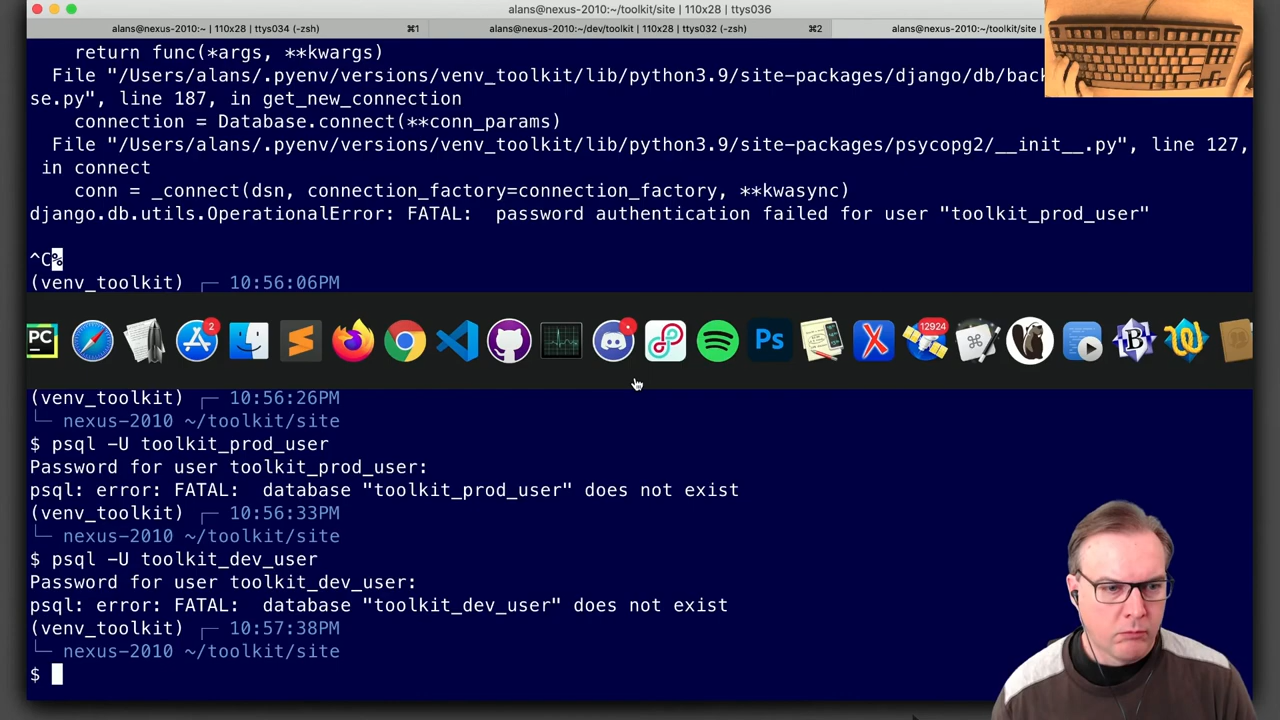 alans@nexus-2010:~/toolkit/site | 110x28 | ttys036
alans@nexus-2010:~ | 110x28 | ttys034 (-zsh) ⌘1
alans@nexus-2010:~/dev/toolkit | 110x28 | ttys032 (-zsh) ⌘2
alans@nexus-2010:~/toolkit/site |
return func(*args, **kwargs)
File "/Users/alans/.pyenv/versions/venv_toolkit/lib/python3.9/site-packages/django/db/bac
se.py", line 187, in get_new_connection
connection = Database.connect(**conn_params)
File "/Users/alans/.pyenv/versions/venv_toolkit/lib/python3.9/site-packages/psycopg2/__init__.py", line 127,
in connect
conn = _connect(dsn, connection_factory=connection_factory, **kwasync)
django.db.utils.OperationalError: FATAL:  password authentication failed for user "toolkit_prod_user"
^C%
(venv_toolkit) ┌─ 10:56:06PM
PC
2
Ps
12924
B
(venv_toolkit) ┌─ 10:56:26PM
└─ nexus-2010 ~/toolkit/site
$ psql -U toolkit_prod_user
Password for user toolkit_prod_user:
psql: error: FATAL:  database "toolkit_prod_user" does not exist
(venv_toolkit) ┌─ 10:56:33PM
└─ nexus-2010 ~/toolkit/site
$ psql -U toolkit_dev_user
Password for user toolkit_dev_user:
psql: error: FATAL:  database "toolkit_dev_user" does not exist
(venv_toolkit) ┌─ 10:57:38PM
└─ nexus-2010 ~/toolkit/site
$